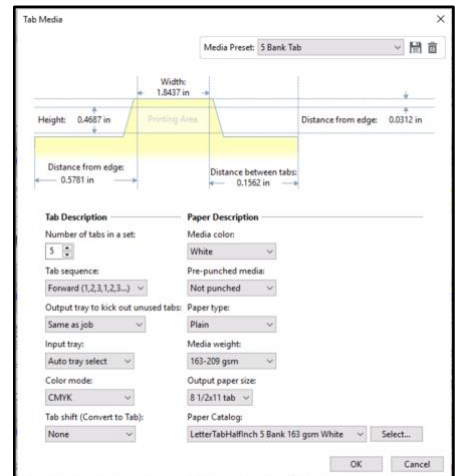 Tab Media
Media Preset: 5 Bank Tab
Width:
1.8437 in
Height: 0.4687 in
Printing Area
Distance from edge: 0.0312 in
Distance from edge:
0.5781 in
Distance between tabs:
0.1562 in
Tab Description
Paper Description
Number of tabs in a set:
Media color:
5
White
Tab sequence:
Pre-punched media:
Forward (1,2,3,1,2,3...)
Not punched
Output tray to kick out unused tabs:
Paper type:
Same as job
Plain
Input tray:
Media weight:
Auto tray select
163-209 gsm
Color mode:
Output paper size:
CMYK
8 1/2x11 tab
Tab shift (Convert to Tab):
Paper Catalog:
None
LetterTabHalfInch 5 Bank 163 gsm White
Select...
OK
Cancel